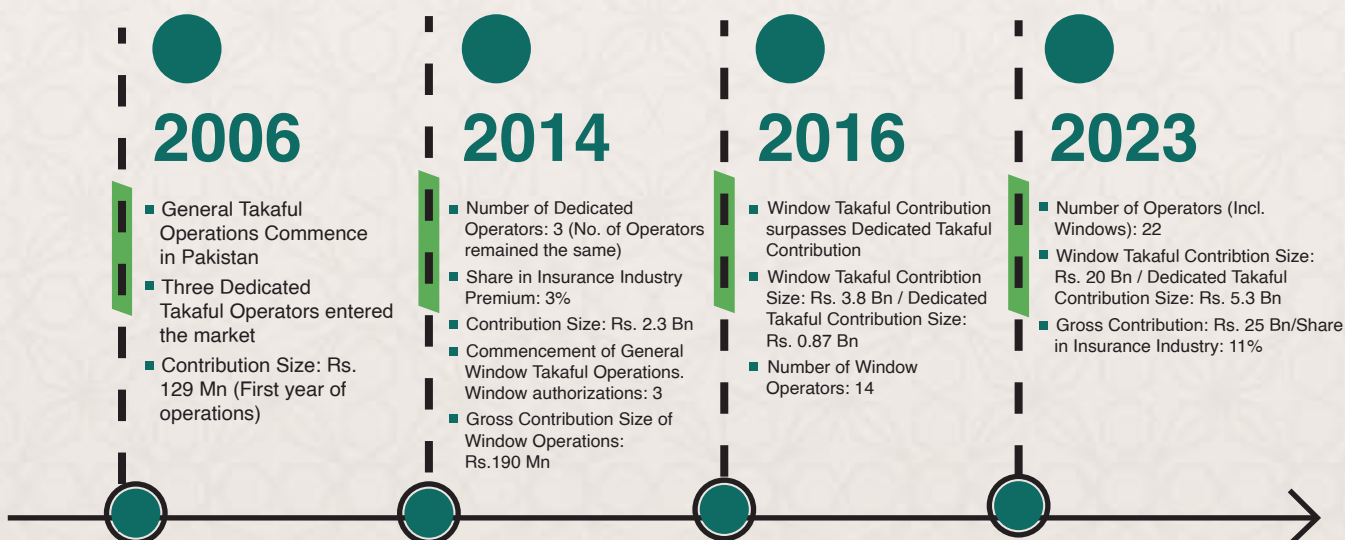 2006
General Takaful
Operations Commence
in Pakistan
Three Dedicated
Takaful Operators entered
the market
Contribution Size: Rs.
129 Mn (First year of
operations)
2014
Number of Dedicated
Operators: 3 (No. of Operators
remained the same)
Share in Insurance Industry
Premium: 3%
Contribution Size: Rs. 2.3 Bn
Commencement of General
Window Takaful Operations.
Window authorizations: 3
Gross Contribution Size of
Window Operations:
Rs.190 Mn
2016
Window Takaful Contribution
surpasses Dedicated Takaful
Contribution
Window Takaful Contribtion
Size: Rs. 3.8 Bn / Dedicated
Takaful Contribution Size:
Rs. 0.87 Bn
Number of Window
Operators: 14
2023
Number of Operators (Incl.
Windows): 22
Window Takaful Contribtion Size:
Rs. 20 Bn / Dedicated Takaful
Contribution Size: Rs. 5.3 Bn
Gross Contribution: Rs. 25 Bn/Share
in Insurance Industry: 11%